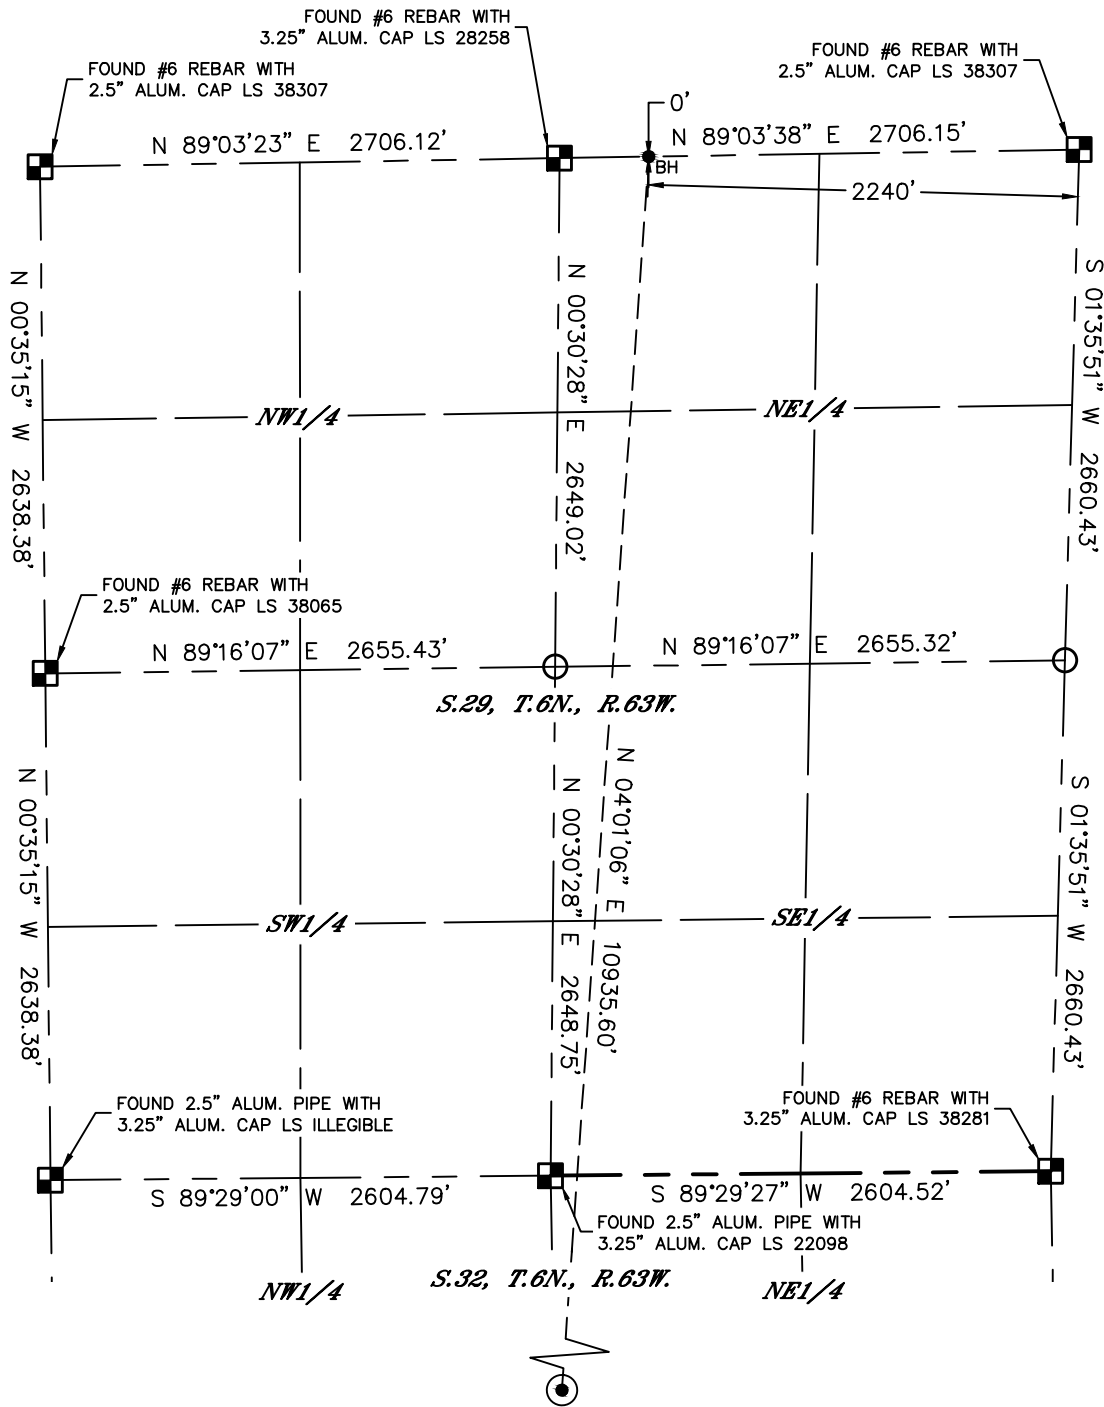 FOUND #6 REBAR WITH
3.25” ALUM. CAP LS 28258
FOUND #6 REBAR WITH
2.5” ALUM. CAP LS 38307
FOUND #6 REBAR WITH
2.5” ALUM. CAP LS 38307
0'
N 89°03'23” E 2706.12'
N 89°03'38” E 2706.15'
BH
2240'
N 00°35'15” W 2638.38'
N 00°30'28” E 2649.02'
S 01°35'51” W 2660.43'
NW1/4
NE1/4
FOUND #6 REBAR WITH
2.5” ALUM. CAP LS 38065
N 89°16'07” E 2655.43'
N 89°16'07” E 2655.32'
S.29, T.6N., R.63W.
N 00°35'15” W 2638.38'
N 00°30'28” E 2648.75'
N 04°01'06” E 10935.60'
S 01°35'51” W 2660.43'
SW1/4
SE1/4
FOUND 2.5” ALUM. PIPE WITH
3.25” ALUM. CAP LS ILLEGIBLE
FOUND #6 REBAR WITH
3.25” ALUM. CAP LS 38281
S 89°29'00” W 2604.79'
S 89°29'27” W 2604.52'
FOUND 2.5” ALUM. PIPE WITH
3.25” ALUM. CAP LS 22098
S.32, T.6N., R.63W.
NW1/4
NE1/4